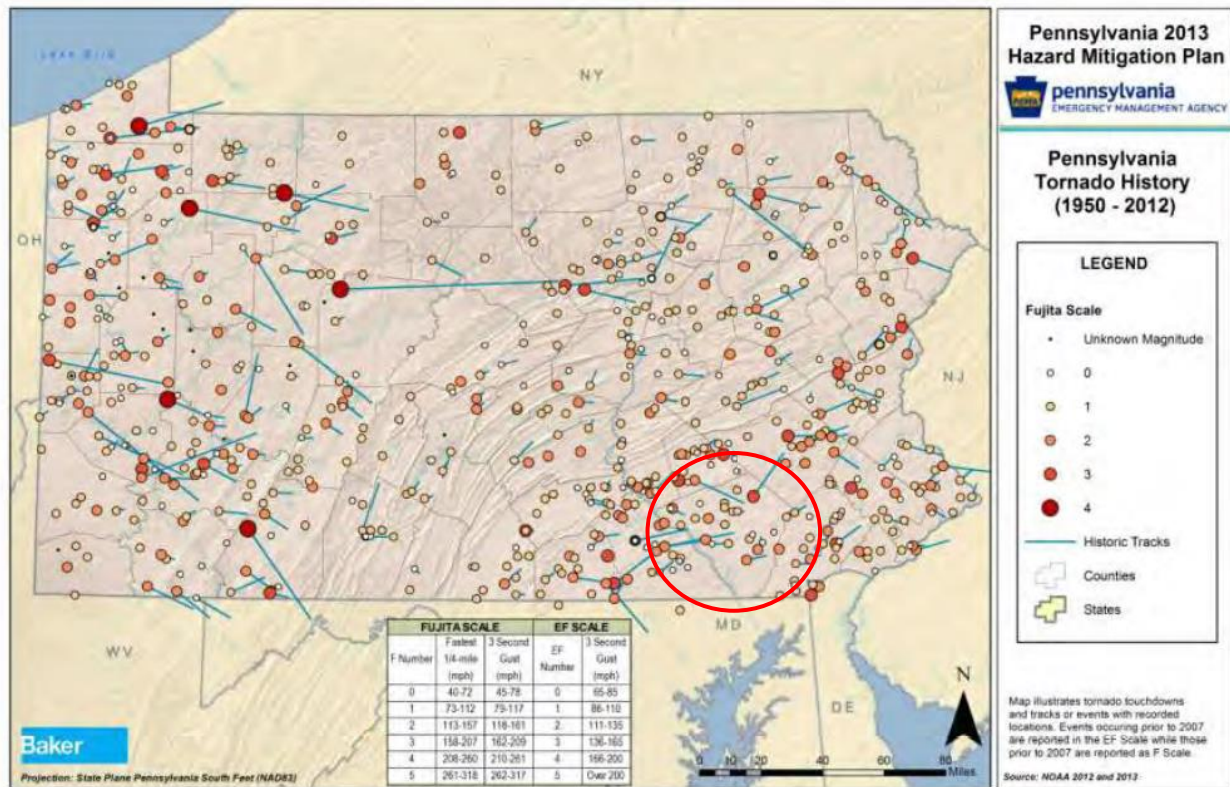 Lake Erie
NY
OH
NJ
WV
MD
DE
FUJITA SCALE EF SCALE
F Number Fastest 1/4-mile (mph) 3 Second Gust (mph) EF Number 3 Second Gust (mph)
0 40-72 45-78 0 65-85
1 73-112 79-117 1 86-110
2 113-157 118-161 2 111-135
3 158-207 162-209 3 136-165
4 208-260 210-261 4 166-200
5 261-318 262-317 5 Over 200
Baker
Projection: State Plane Pennsylvania South Feet (NAD83)
N
0 10 20 40 60 80
Miles
Pennsylvania 2013
Hazard Mitigation Plan
pennsylvania
EMERGENCY MANAGEMENT AGENCY
Pennsylvania
Tornado History
(1950 - 2012)
LEGEND
Fujita Scale
Unknown Magnitude
0
1
2
3
4
Historic Tracks
Counties
States
Map illustrates tornado touchdowns
and tracks or events with recorded
locations. Events occuring prior to 2007
are reported in the EF Scale while those
prior to 2007 are reported as F Scale.
Source: NOAA 2012 and 2013